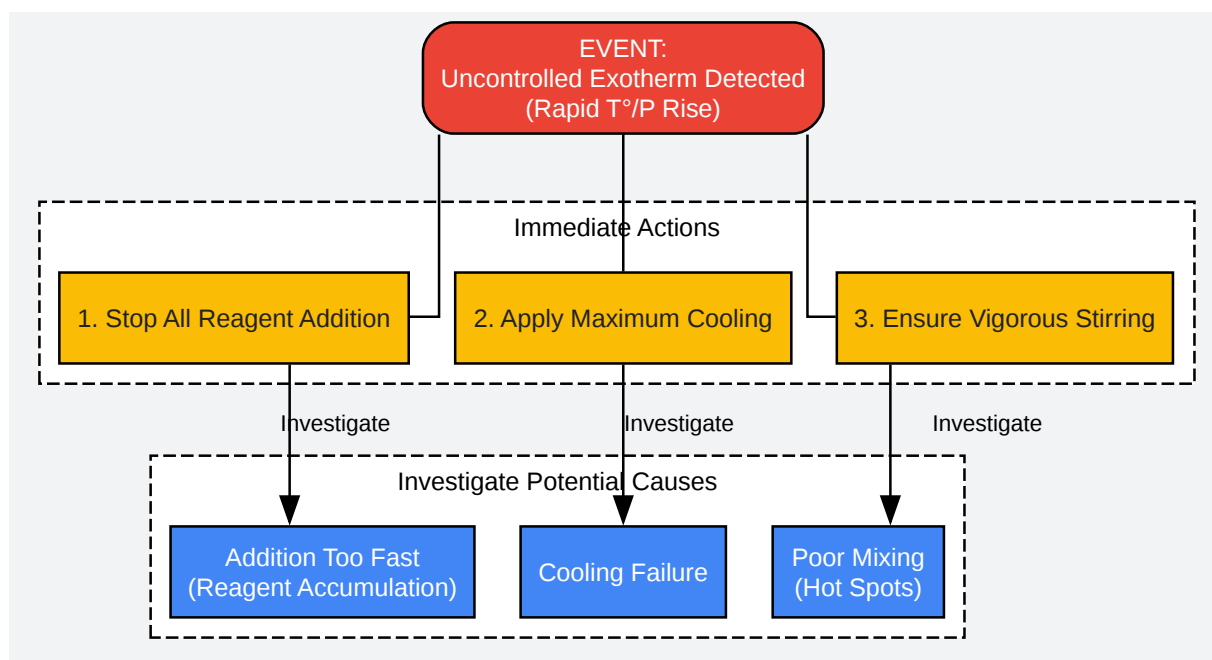 EVENT:
Uncontrolled Exotherm Detected
(Rapid T°/P Rise)
Immediate Actions
1. Stop All Reagent Addition
2. Apply Maximum Cooling
3. Ensure Vigorous Stirring
Investigate
Investigate
Investigate
Investigate Potential Causes
Addition Too Fast
(Reagent Accumulation)
Cooling Failure
Poor Mixing
(Hot Spots)